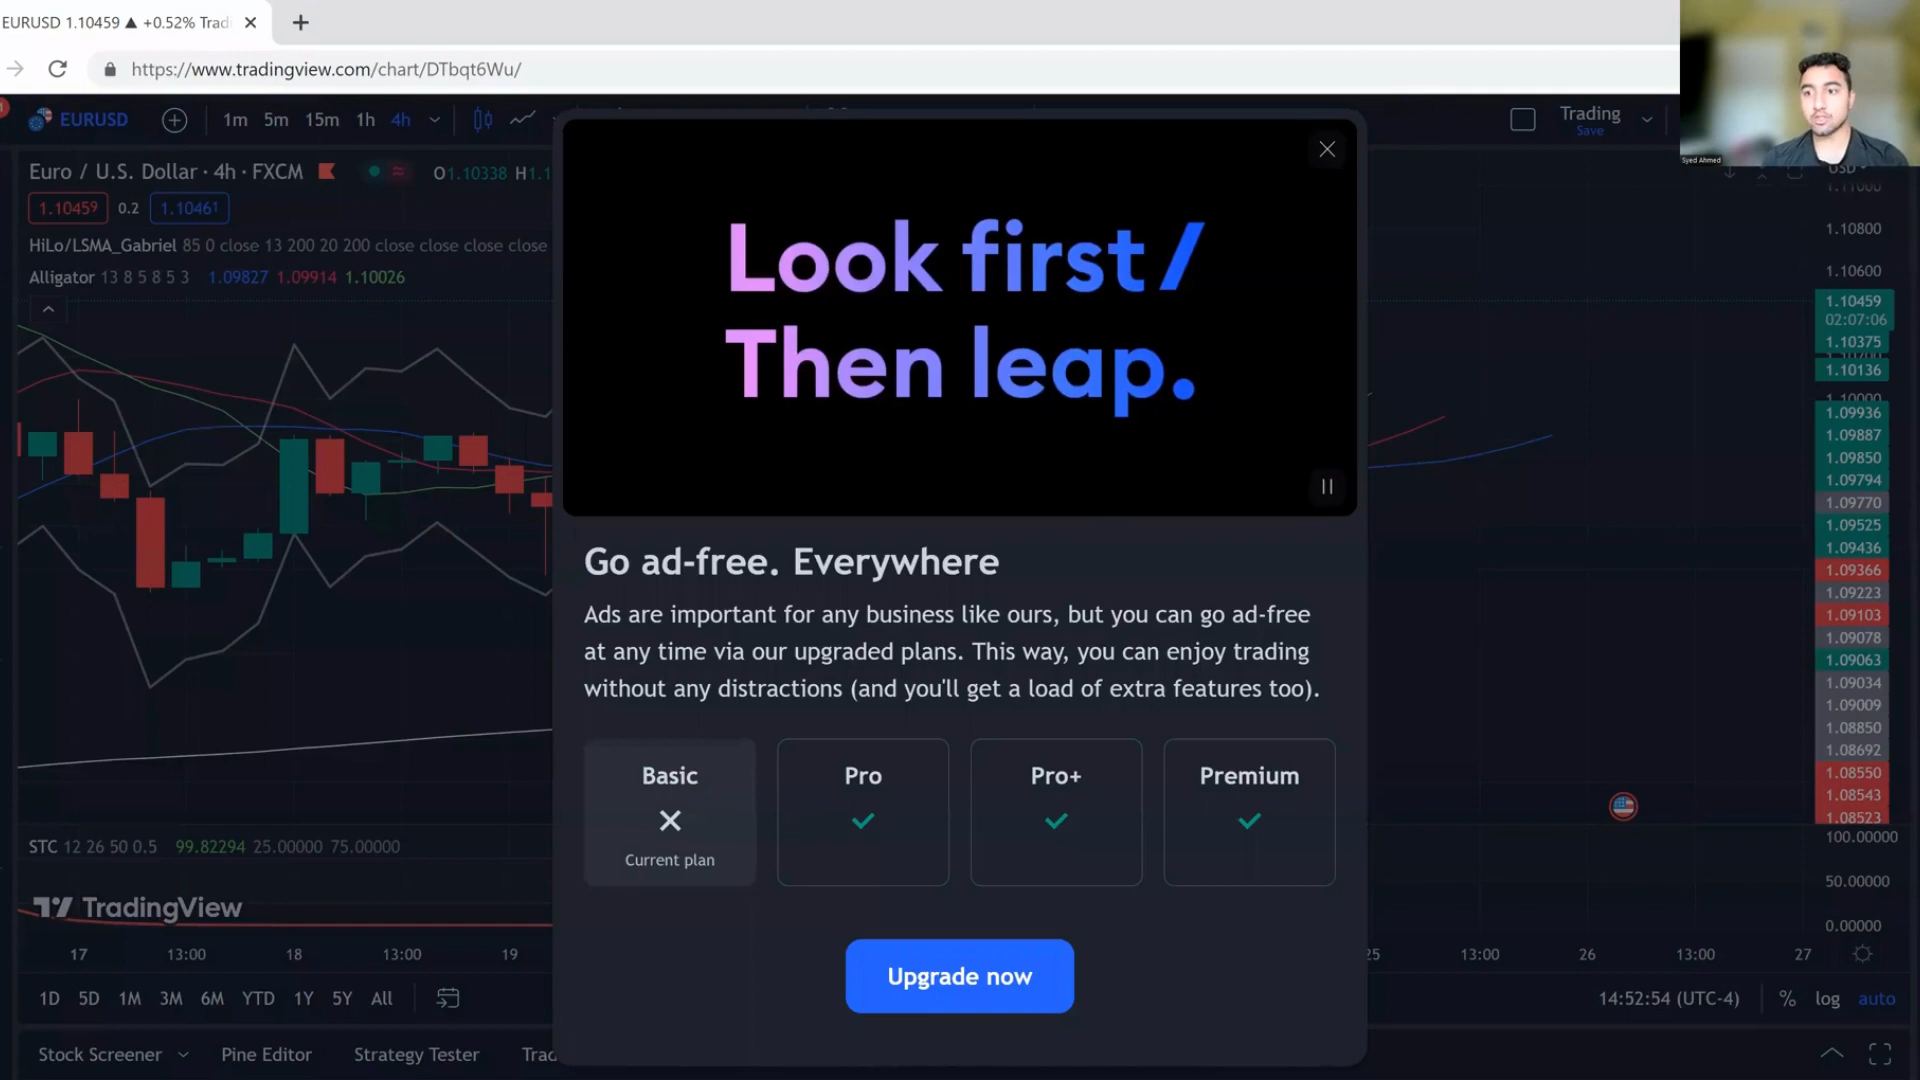 EURUSD 1.10459 ▲ +0.52% Trad
https://www.tradingview.com/chart/DTbqt6Wu/
EURUSD 1m 5m 15m 1h 4h
Trading
Save
Syed Ahmed
Euro / U.S. Dollar · 4h · FXCM O1.10338 H1.1
1.10459 0.2 1.10461
HiLo/LSMA_Gabriel 85 0 close 13 200 20 200 close close close close
Alligator 13 8 5 8 5 3 1.09827 1.09914 1.10026
Look first /
Then leap.
Go ad-free. Everywhere
Ads are important for any business like ours, but you can go ad-free
at any time via our upgraded plans. This way, you can enjoy trading
without any distractions (and you'll get a load of extra features too).
Basic
Current plan
Pro
Pro+
Premium
Upgrade now
USD
1.11000
1.10800
1.10600
1.10459
02:07:06
1.10375
1.10136
1.10000
1.09936
1.09887
1.09850
1.09794
1.09770
1.09525
1.09436
1.09366
1.09223
1.09103
1.09078
1.09063
1.09034
1.09009
1.08850
1.08692
1.08550
1.08543
1.08523
100.00000
50.00000
0.00000
STC 12 26 50 0.5 99.82294 25.00000 75.00000
TradingView
17 13:00 18 13:00 19 25 13:00 26 13:00 27
1D 5D 1M 3M 6M YTD 1Y 5Y All
14:52:54 (UTC-4) % log auto
Stock Screener Pine Editor Strategy Tester Trad